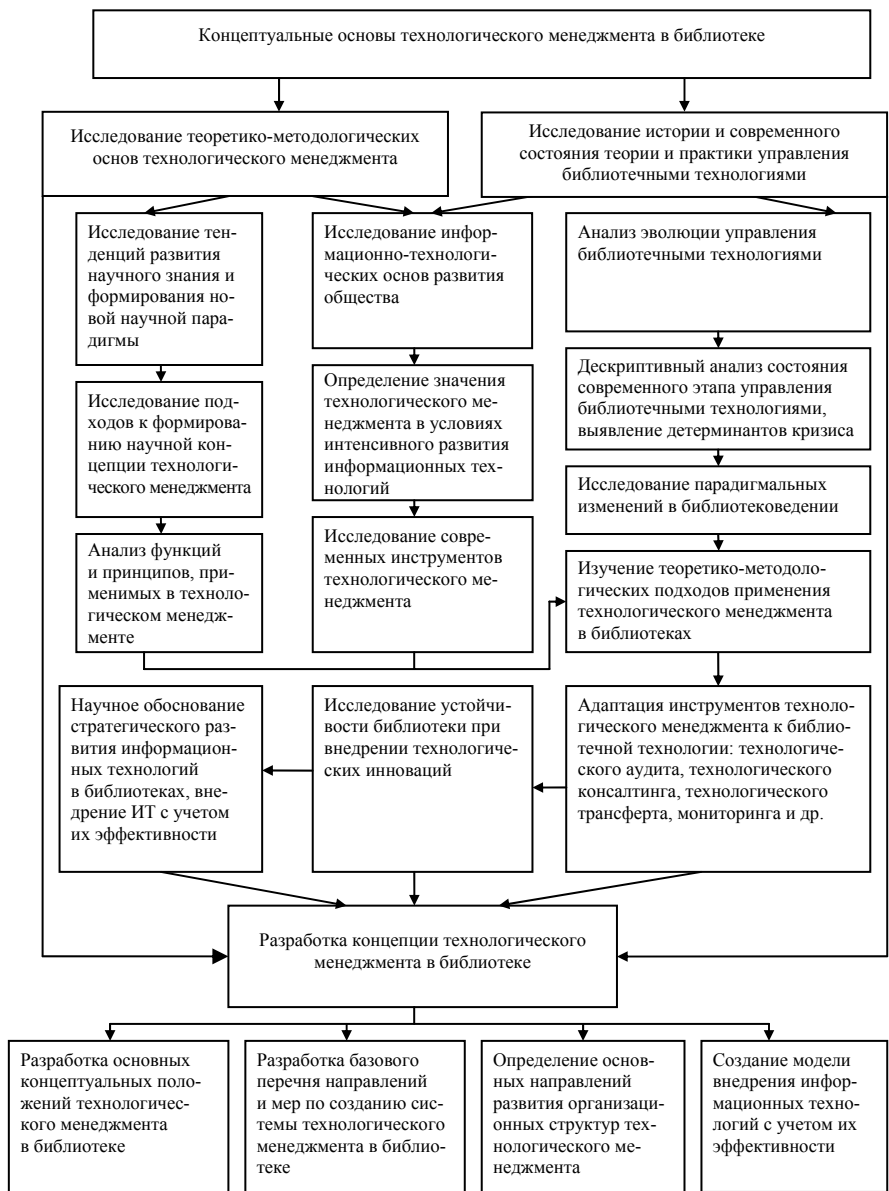 Концептуальные основы технологического менеджмента в библиотеке
Исследование теоретико-методологических
основ технологического менеджмента
Исследование истории и современного
состояния теории и практики управления
библиотечными технологиями
Исследование тен-
денций развития
научного знания и
формирования но-
вой научной пара-
дигмы
Исследование инфор-
мационно-технологи-
ческих основ развития
общества
Анализ эволюции управления
библиотечными технологиями
Исследование под-
ходов к формирова-
нию научной кон-
цепции технологи-
ческого менеджмента
Определение значения
технологического ме-
неджмента в условиях
интенсивного развития
информационных тех-
нологий
Дескриптивный анализ состояния
современного этапа управления
библиотечными технологиями,
выявление детерминантов кризиса
Исследование парадигмальных
изменений в библиотековедении
Анализ функций
и принципов, при-
менимых в техноло-
гическом менедж-
менте
Исследование совре-
менных инструментов
технологического ме-
неджмента
Изучение теоретико-методоло-
гических подходов применения
технологического менеджмента
в библиотеках
Научное обоснование
стратегического раз-
вития информацион-
ных технологий
в библиотеках, вне-
дрение ИТ с учетом
их эффективности
Исследование устойчи-
вости библиотеки при
внедрении технологиче-
ских инноваций
Адаптация инструментов техноло-
гического менеджмента к библио-
течной технологии: технологиче-
ского аудита, технологического
консалтинга, технологического
трансферта, мониторинга и др.
Разработка концепции технологического
менеджмента в библиотеке
Разработка основных
концептуальных поло-
жений технологичес-
кого менеджмента
в библиотеке
Разработка базового
перечня направлений
и мер по созданию сис-
темы технологического
менеджмента в библио-
теке
Определение основ-
ных направлений
развития организаци-
онных структур тех-
нологического ме-
неджмента
Создание модели
внедрения инфор-
мационных техно-
логий с учетом их
эффективности